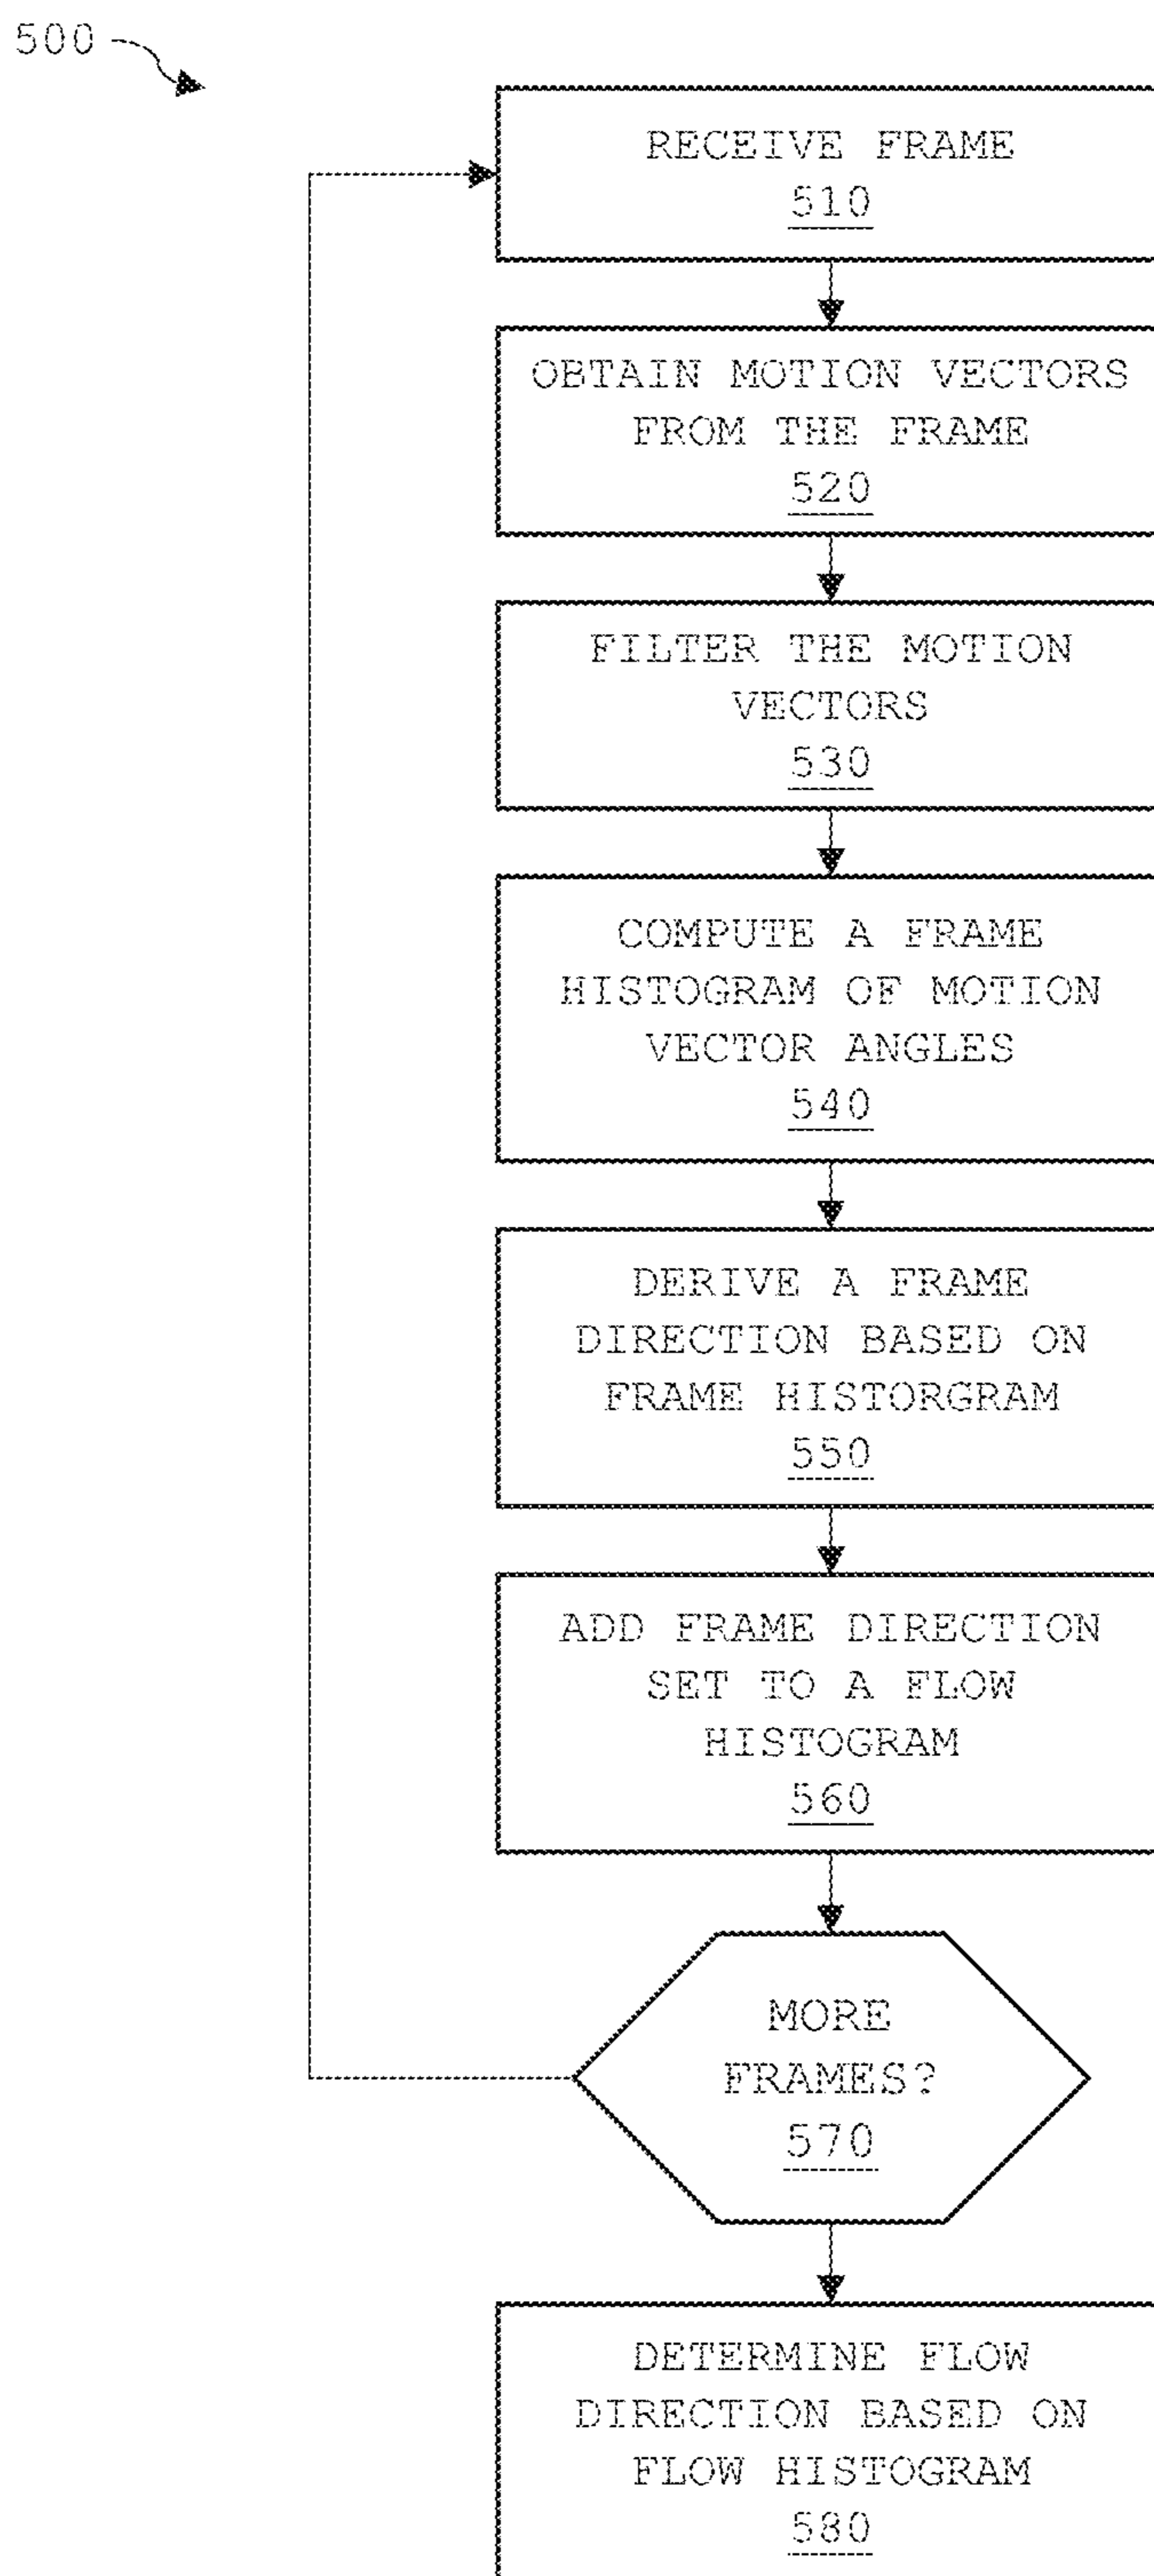 500
RECEIVE FRAME
510
OBTAIN MOTION VECTORS
FROM THE FRAME
520
FILTER THE MOTION
VECTORS
530
COMPUTE A FRAME
HISTOGRAM OF MOTION
VECTOR ANGLES
540
DERIVE A FRAME
DIRECTION BASED ON
FRAME HISTORGRAM
550
ADD FRAME DIRECTION
SET TO A FLOW
HISTOGRAM
560
MORE
FRAMES?
570
DETERMINE FLOW
DIRECTION BASED ON
FLOW HISTOGRAM
580